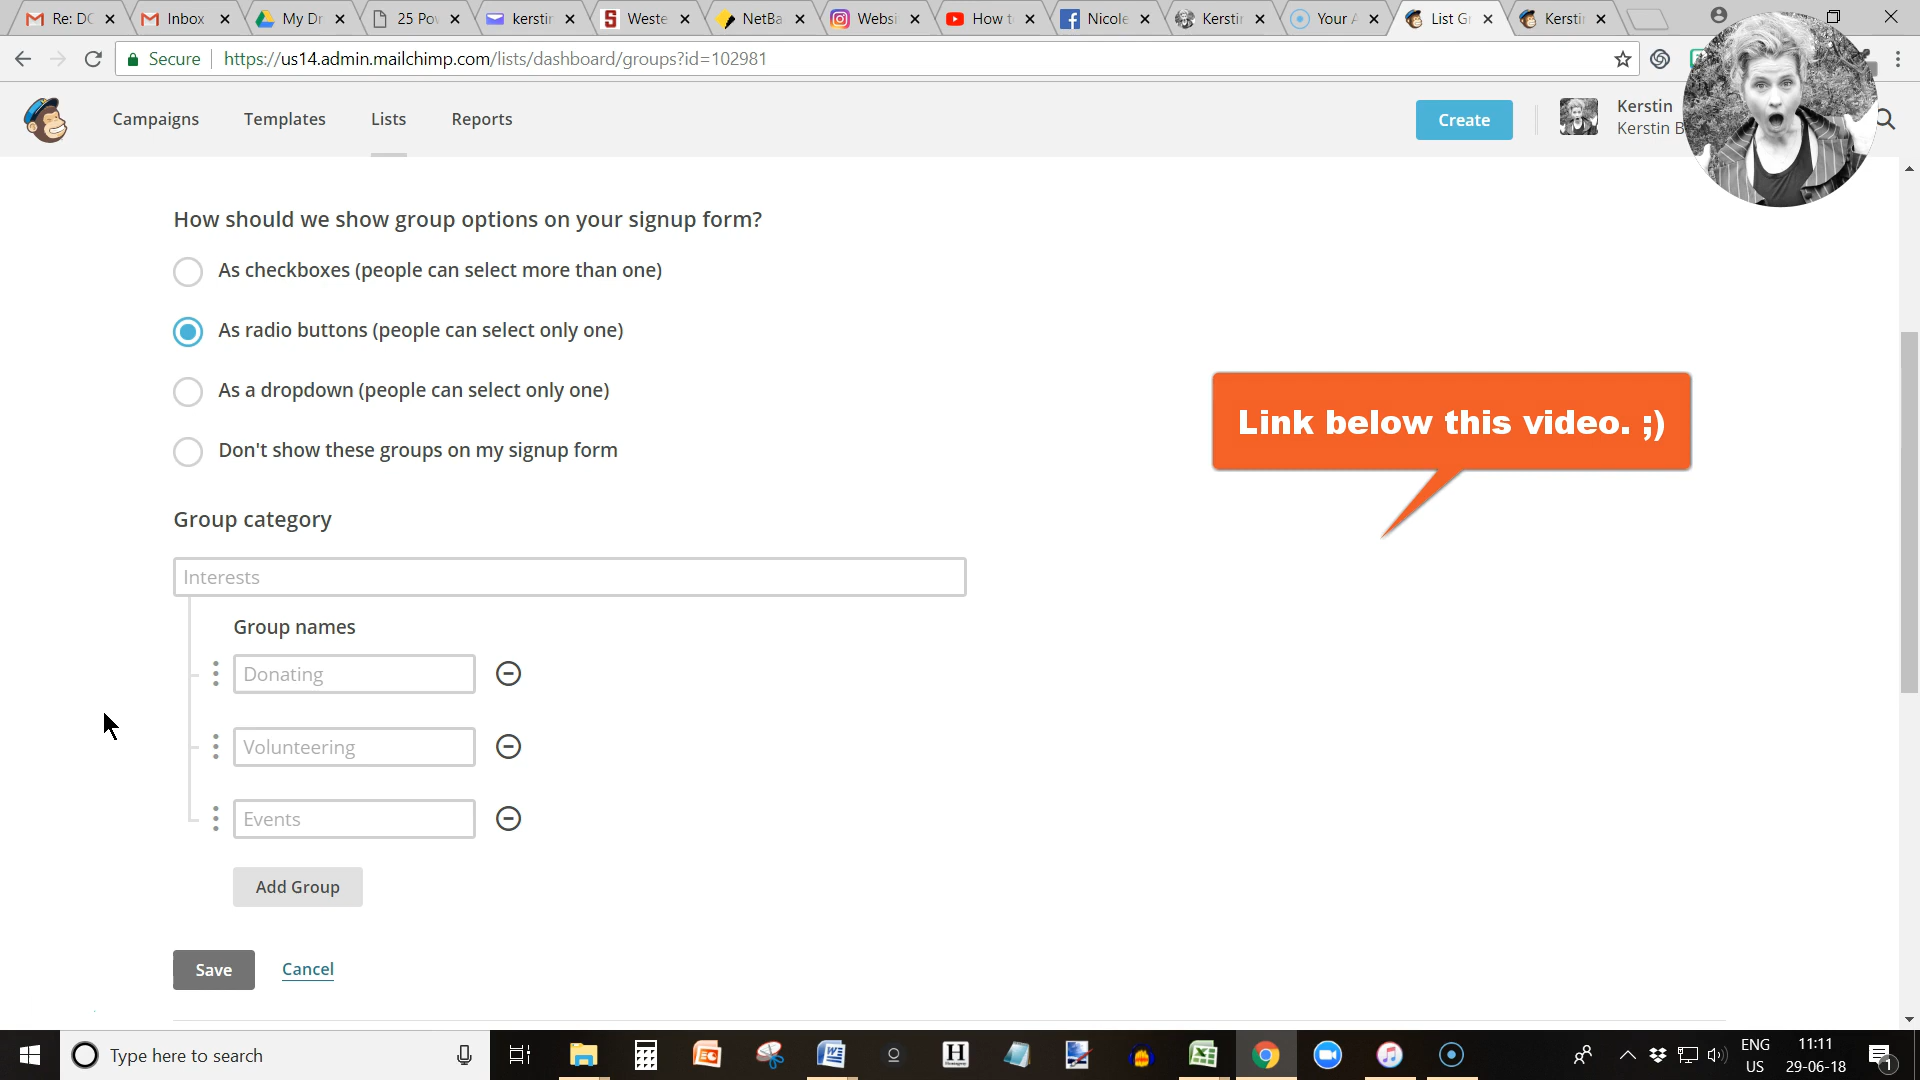 Re: DC
Inbox
My Dr
25 Po
kerstin
Weste
NetBa
Websi
How t
Nicole
Kerstin
Your A
List Gr
Kerstin
Secure
https://us14.admin.mailchimp.com/lists/dashboard/groups?id=102981
Campaigns
Templates
Lists
Reports
Create
Kerstin
Kerstin B
How should we show group options on your signup form?
As checkboxes (people can select more than one)
As radio buttons (people can select only one)
As a dropdown (people can select only one)
Don't show these groups on my signup form
Link below this video. ;)
Group category
Interests
Group names
Donating
Volunteering
Events
Add Group
Save
Cancel
Type here to search
ENG
US
11:11
29-06-18
1